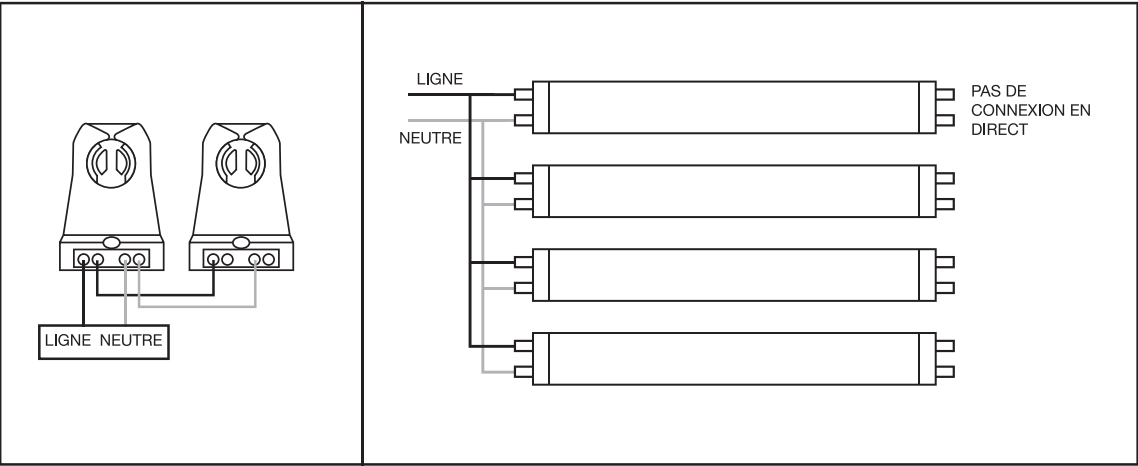 LIGNE NEUTRE
LIGNE
NEUTRE
PAS DE
CONNEXION EN
DIRECT